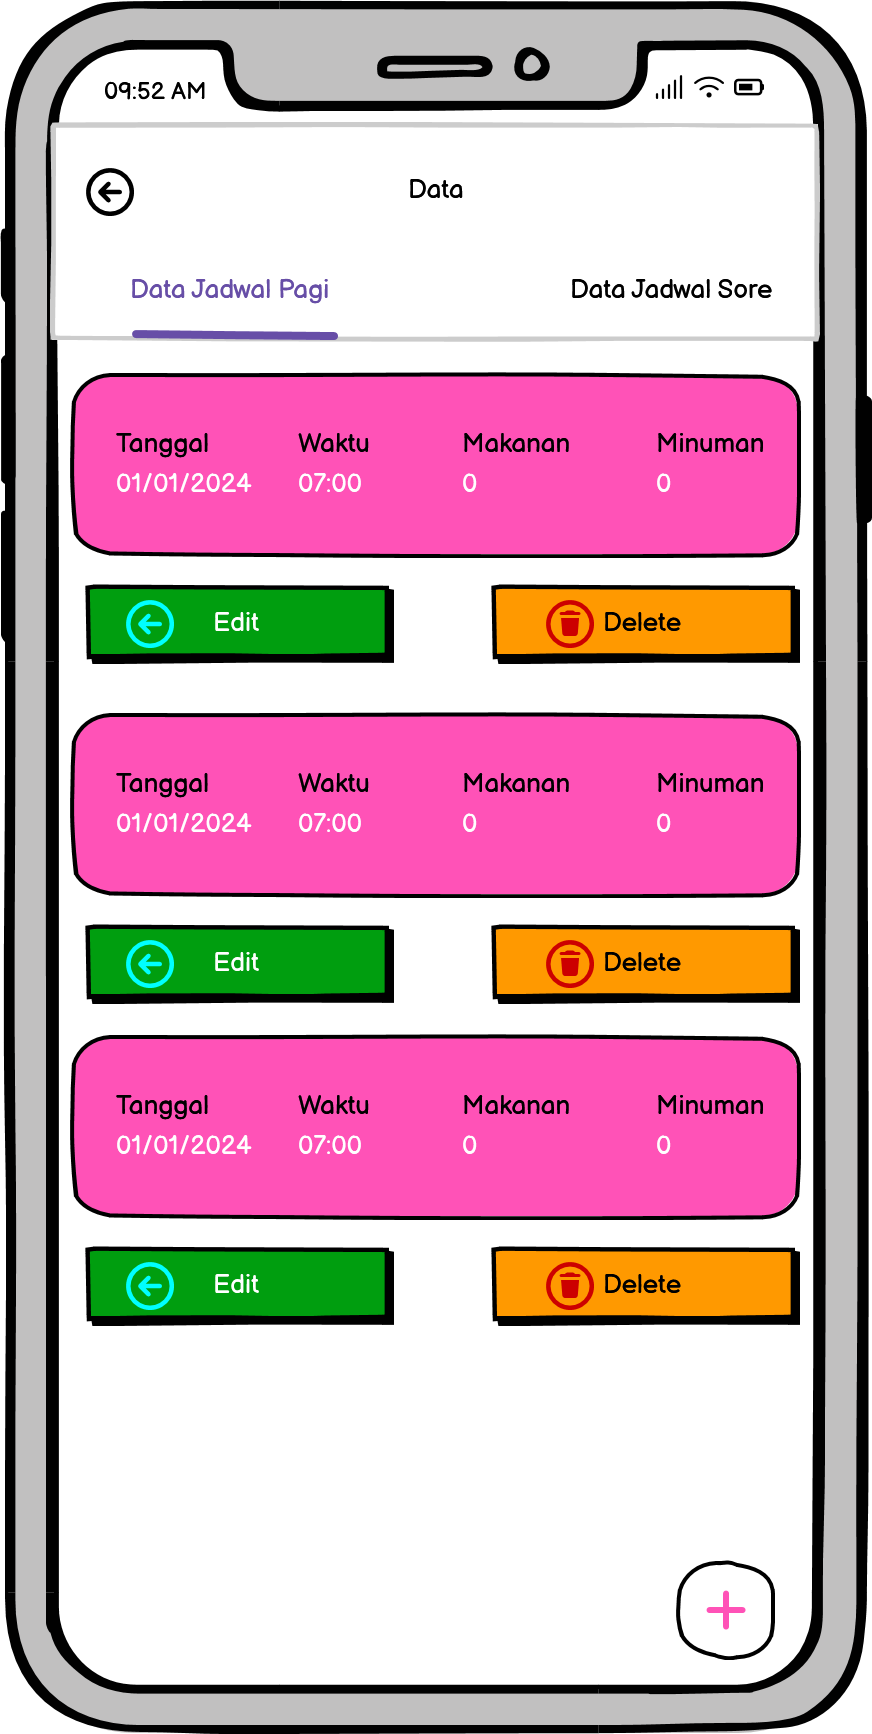 09:52 AM
Data
Data Jadwal Pagi Data Jadwal Sore
Tanggal Waktu Makanan Minuman
01/01/2024 07:00 0 0
Edit Delete
Tanggal Waktu Makanan Minuman
01/01/2024 07:00 0 0
Edit Delete
Tanggal Waktu Makanan Minuman
01/01/2024 07:00 0 0
Edit Delete